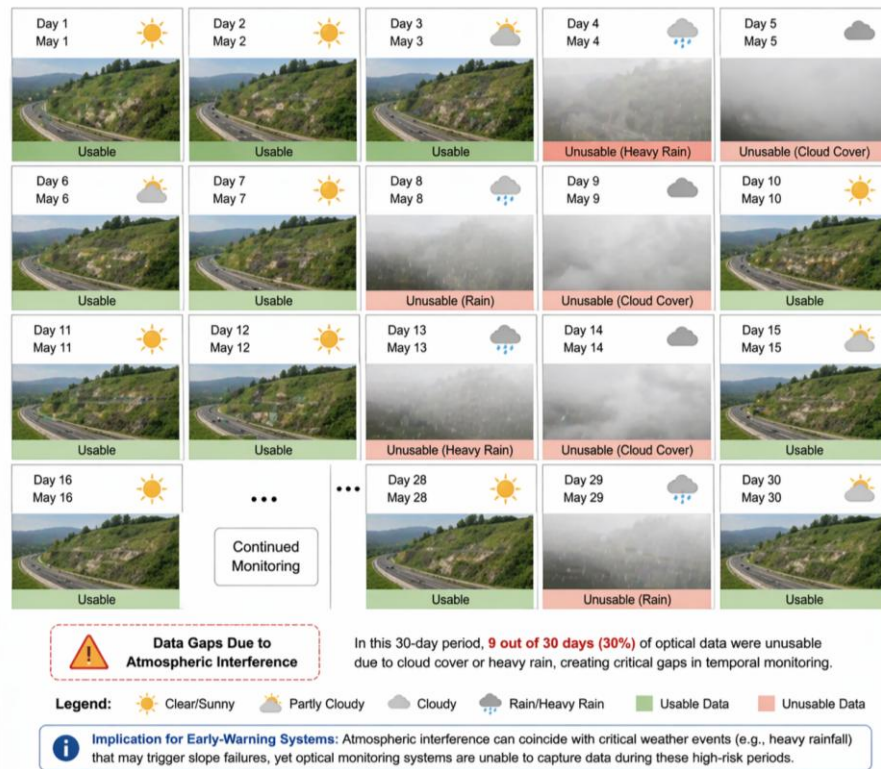 Day 1
May 1
Day 2
May 2
Day 3
May 3
Day 4
May 4
Day 5
May 5
Usable
Usable
Usable
Unusable (Heavy Rain)
Unusable (Cloud Cover)
Day 6
May 6
Day 7
May 7
Day 8
May 8
Day 9
May 9
Day 10
May 10
Usable
Usable
Unusable (Rain)
Unusable (Cloud Cover)
Usable
Day 11
May 11
Day 12
May 12
Day 13
May 13
Day 14
May 14
Day 15
May 15
Usable
Usable
Unusable (Heavy Rain)
Unusable (Cloud Cover)
Usable
Day 16
May 16
...
...
Day 28
May 28
Day 29
May 29
Day 30
May 30
Continued
Monitoring
Usable
Usable
Unusable (Rain)
Usable
Data Gaps Due to
Atmospheric Interference
In this 30-day period, 9 out of 30 days (30%) of optical data were unusable
due to cloud cover or heavy rain, creating critical gaps in temporal monitoring.
Legend: Clear/Sunny Partly Cloudy Cloudy Rain/Heavy Rain Usable Data Unusable Data
Implication for Early-Warning Systems: Atmospheric interference can coincide with critical weather events (e.g., heavy rainfall)
that may trigger slope failures, yet optical monitoring systems are unable to capture data during these high-risk periods.